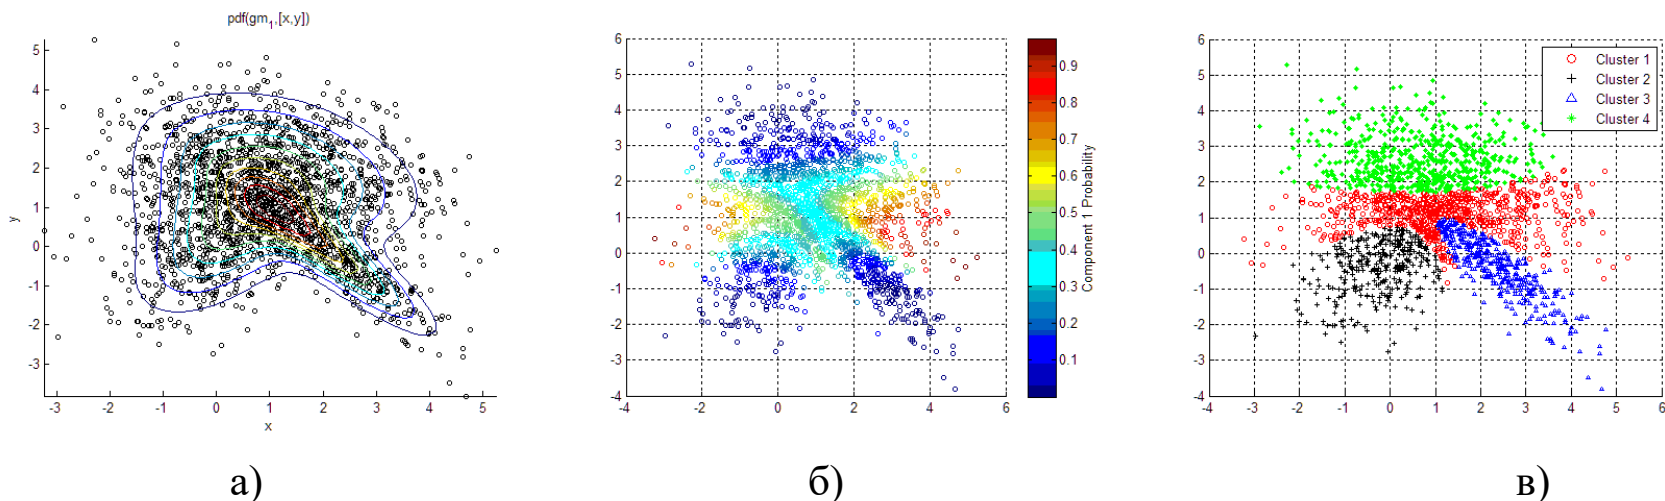 pdf(gm1,[x,y])
y
5
4
3
2
1
0
-1
-2
-3
-3 -2 -1 0 1 2 3 4 5
x
а)
6
5
4
3
2
1
0
-1
-2
-3
-4
-4 -2 0 2 4 6
0.9
0.8
0.7
0.6
0.5
0.4
0.3
0.2
0.1
Component 1 Probability
б)
6
5
4
3
2
1
0
-1
-2
-3
-4
-4 -3 -2 -1 0 1 2 3 4 5 6
Cluster 1
Cluster 2
Cluster 3
Cluster 4
в)